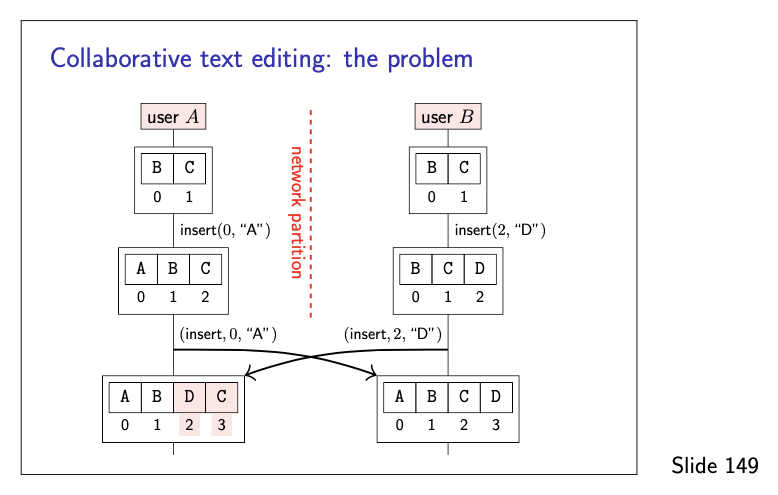 Collaborative text editing: the problem
user A
user B
network partition
B C
0 1
B C
0 1
insert(0, “A”)
insert(2, “D”)
A B C
0 1 2
B C D
0 1 2
(insert, 0, “A”)
(insert, 2, “D”)
A B D C
0 1 2 3
A B C D
0 1 2 3
Slide 149